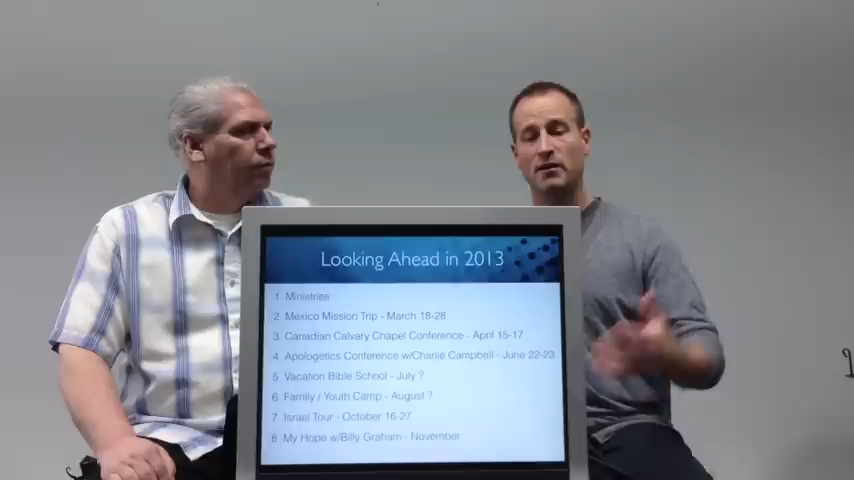 Looking Ahead in 2013
1 Ministries
2 Mexico Mission Trip - March 18-28
3 Canadian Calvary Chapel Conference - April 15-17
4 Apologetics Conference w/Charlie Campbell - June 22-23
5 Vacation Bible School - July ?
6 Family / Youth Camp - August ?
7 Israel Tour - October 16-27
8 My Hope w/Billy Graham - November